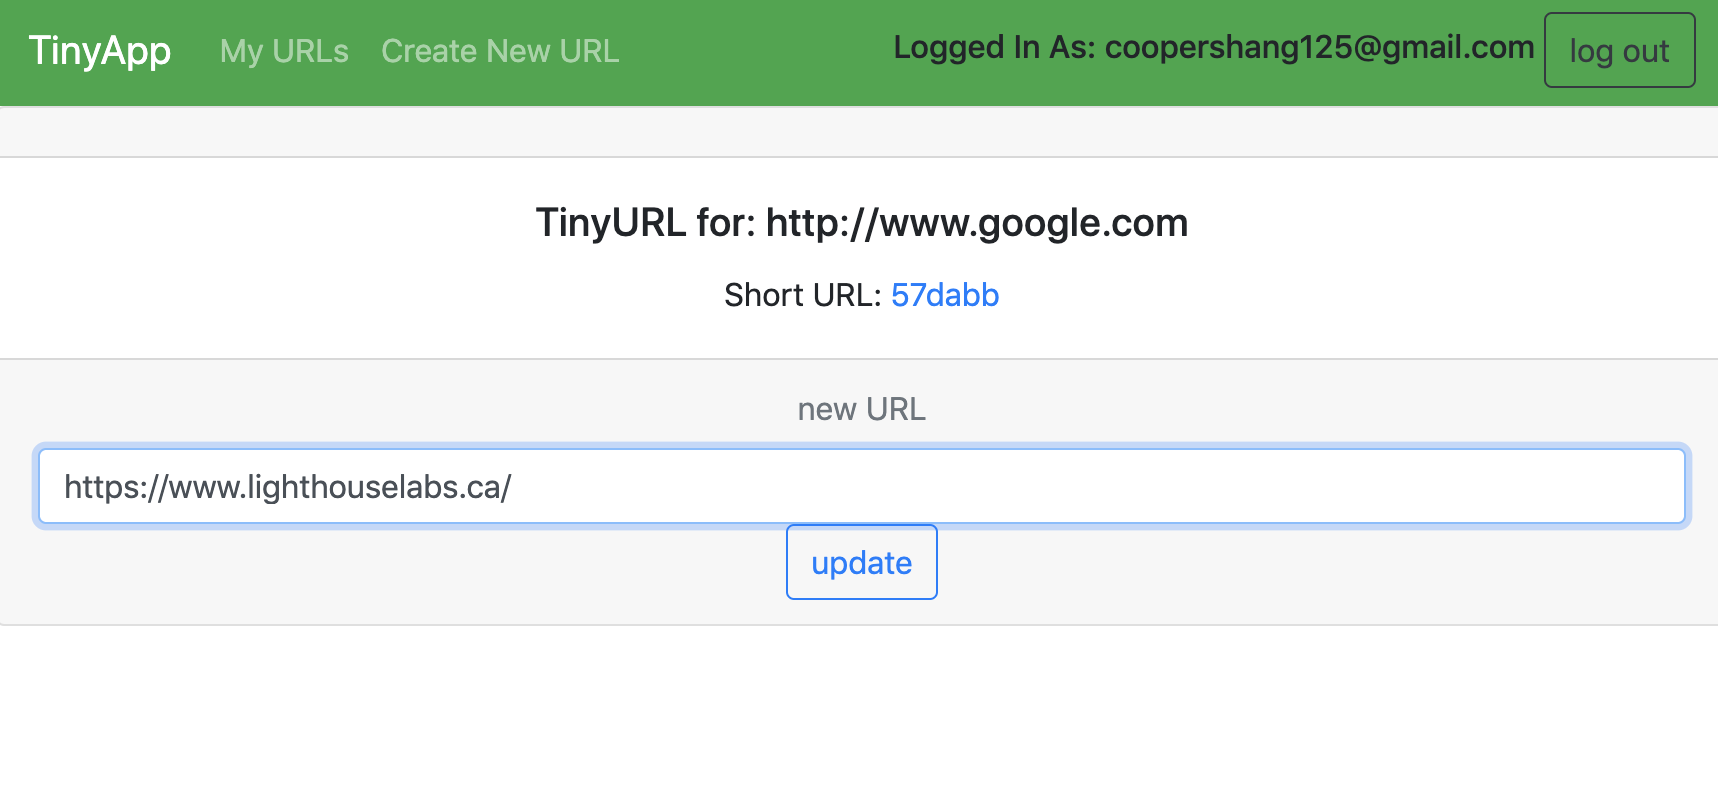 TinyApp My URLs Create New URL Logged In As: coopershang125@gmail.com log out
TinyURL for: http://www.google.com
Short URL: 57dabb
new URL
https://www.lighthouselabs.ca/
update